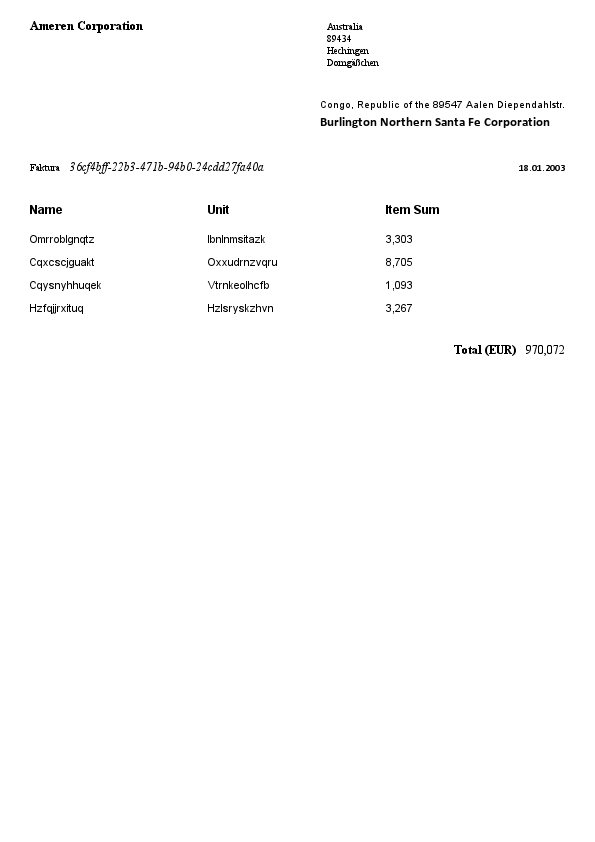 Ameren Corporation
Australia
89434
Hechingen
Domgäßchen
Congo, Republic of the 89547 Aalen Diependahlstr.
Burlington Northern Santa Fe Corporation
Faktura 36cf4bff-22b3-471b-94b0-24cdd27fa40a 18.01.2003
Name Unit Item Sum
Omrroblgnqtz Ibnlnmsitazk 3,303
Cqxcscjguakt Oxxudrnzvqru 8,705
Cqysnyhhuqek Vtrnkeolhcfb 1,093
Hzfqjjrxituq Hzlsryskzhvn 3,267
Total (EUR) 970,072